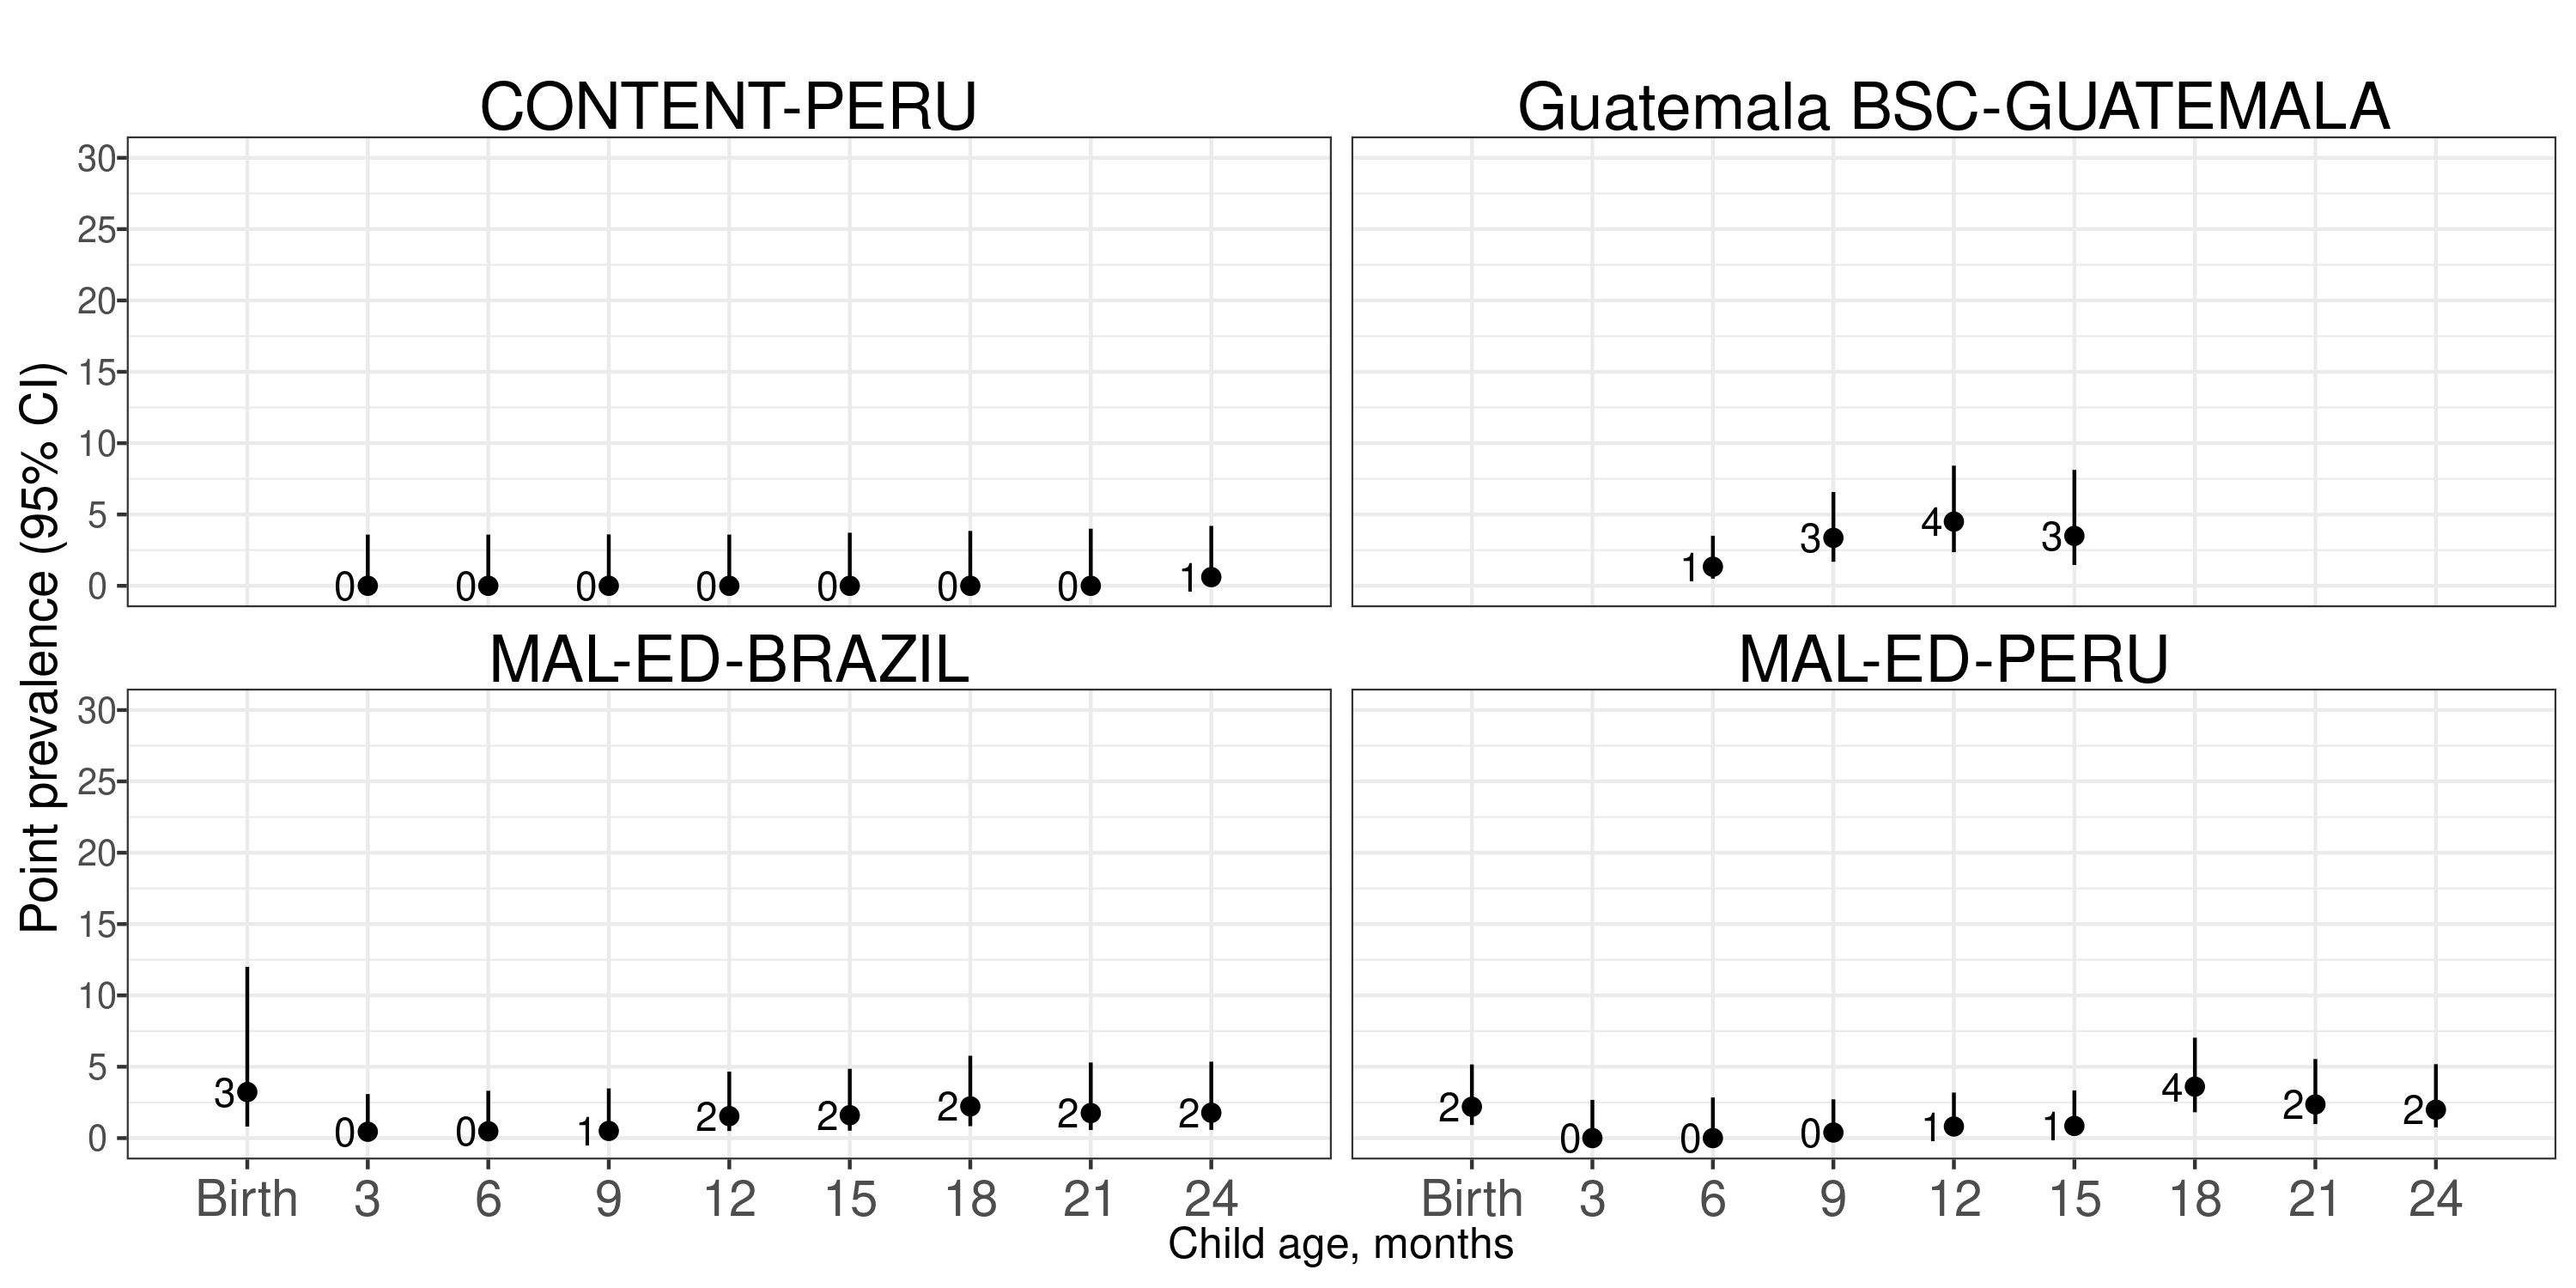 CONTENT-PERU
Guatemala BSC-GUATEMALA
30
25
20
15
10
5
0
0 0 0 0 0 0 0 1
1 3 4 3
MAL-ED-BRAZIL
MAL-ED-PERU
30
25
20
15
10
5
0
3 0 0 1 2 2 2 2 2
2 0 0 0 1 1 4 2 2
Birth 3 6 9 12 15 18 21 24
Birth 3 6 9 12 15 18 21 24
Child age, months
Point prevalence (95% CI)